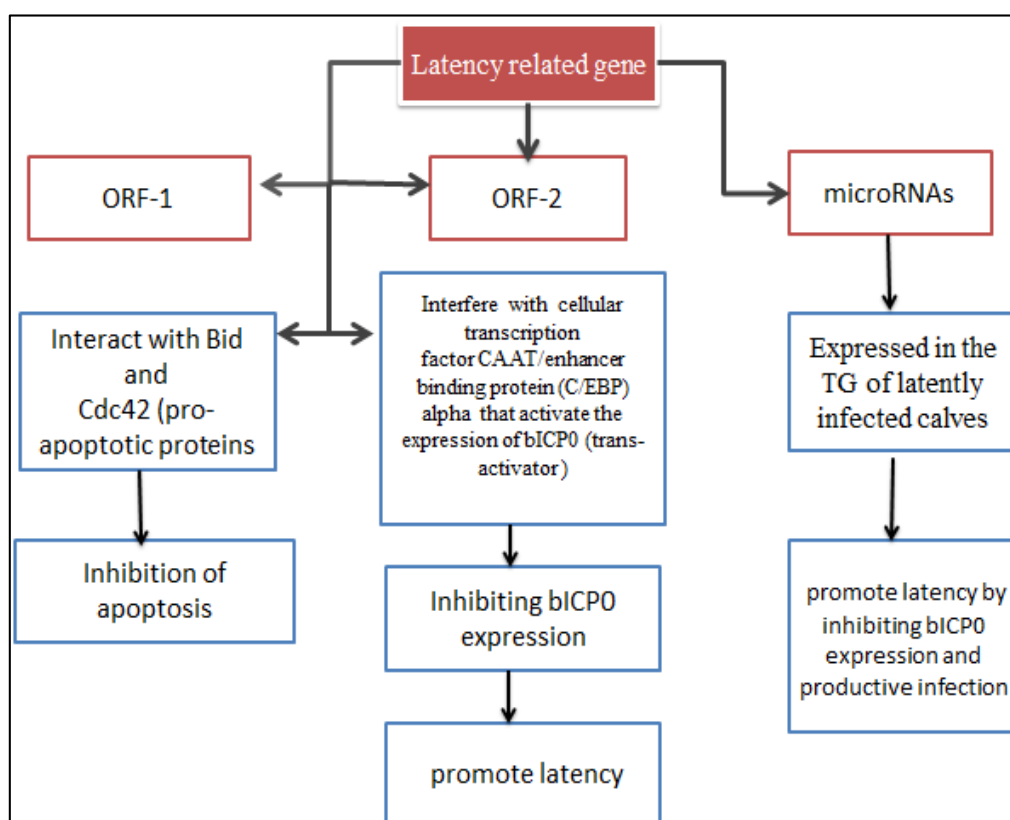 Latency related gene
ORF-1
ORF-2
microRNAs
Interact with Bid
and
Cdc42 (pro-
apoptotic proteins
Interfere with cellular
transcription
factor CAAT/enhancer
binding protein (C/EBP)
alpha that activate the
expression of bICP0 (trans-
activator)
Expressed in the
TG of latently
infected calves
Inhibition of
apoptosis
Inhibiting bICP0
expression
promote latency by
inhibiting bICP0
expression and
productive infection
promote latency